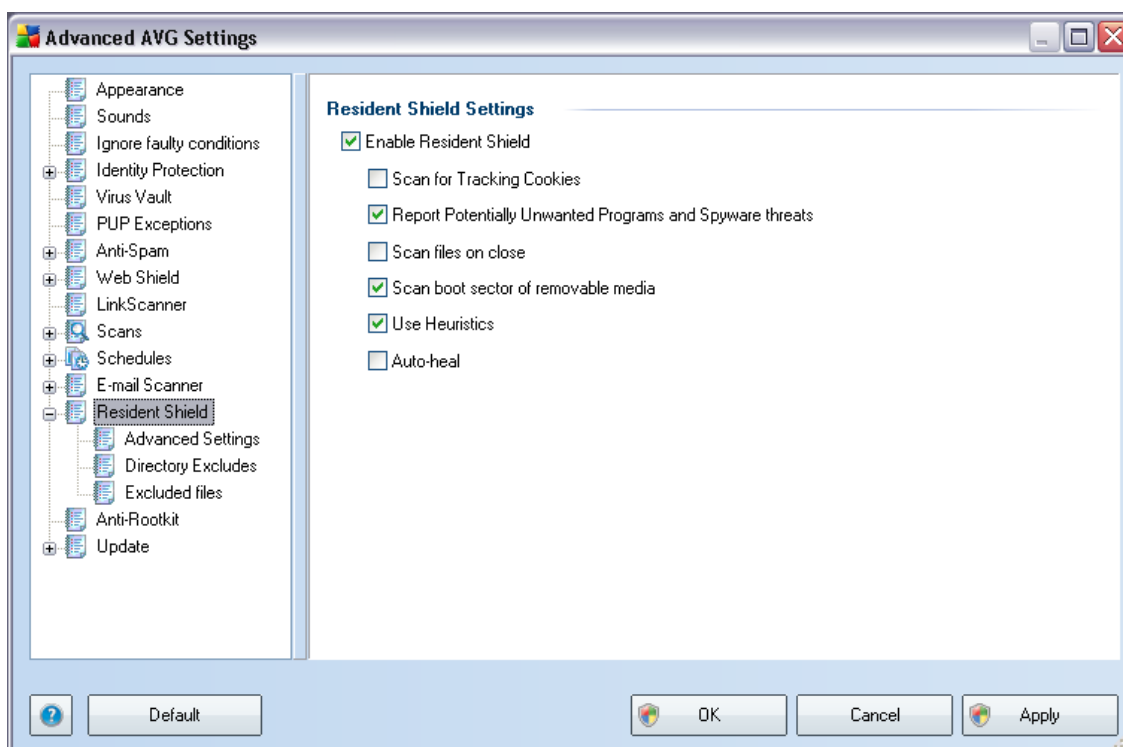 Advanced AVG Settings
Appearance
Sounds
Ignore faulty conditions
Identity Protection
Virus Vault
PUP Exceptions
Anti-Spam
Web Shield
LinkScanner
Scans
Schedules
E-mail Scanner
Resident Shield
Advanced Settings
Directory Excludes
Excluded files
Anti-Rootkit
Update
Resident Shield Settings
Enable Resident Shield
Scan for Tracking Cookies
Report Potentially Unwanted Programs and Spyware threats
Scan files on close
Scan boot sector of removable media
Use Heuristics
Auto-heal
? Default OK Cancel Apply